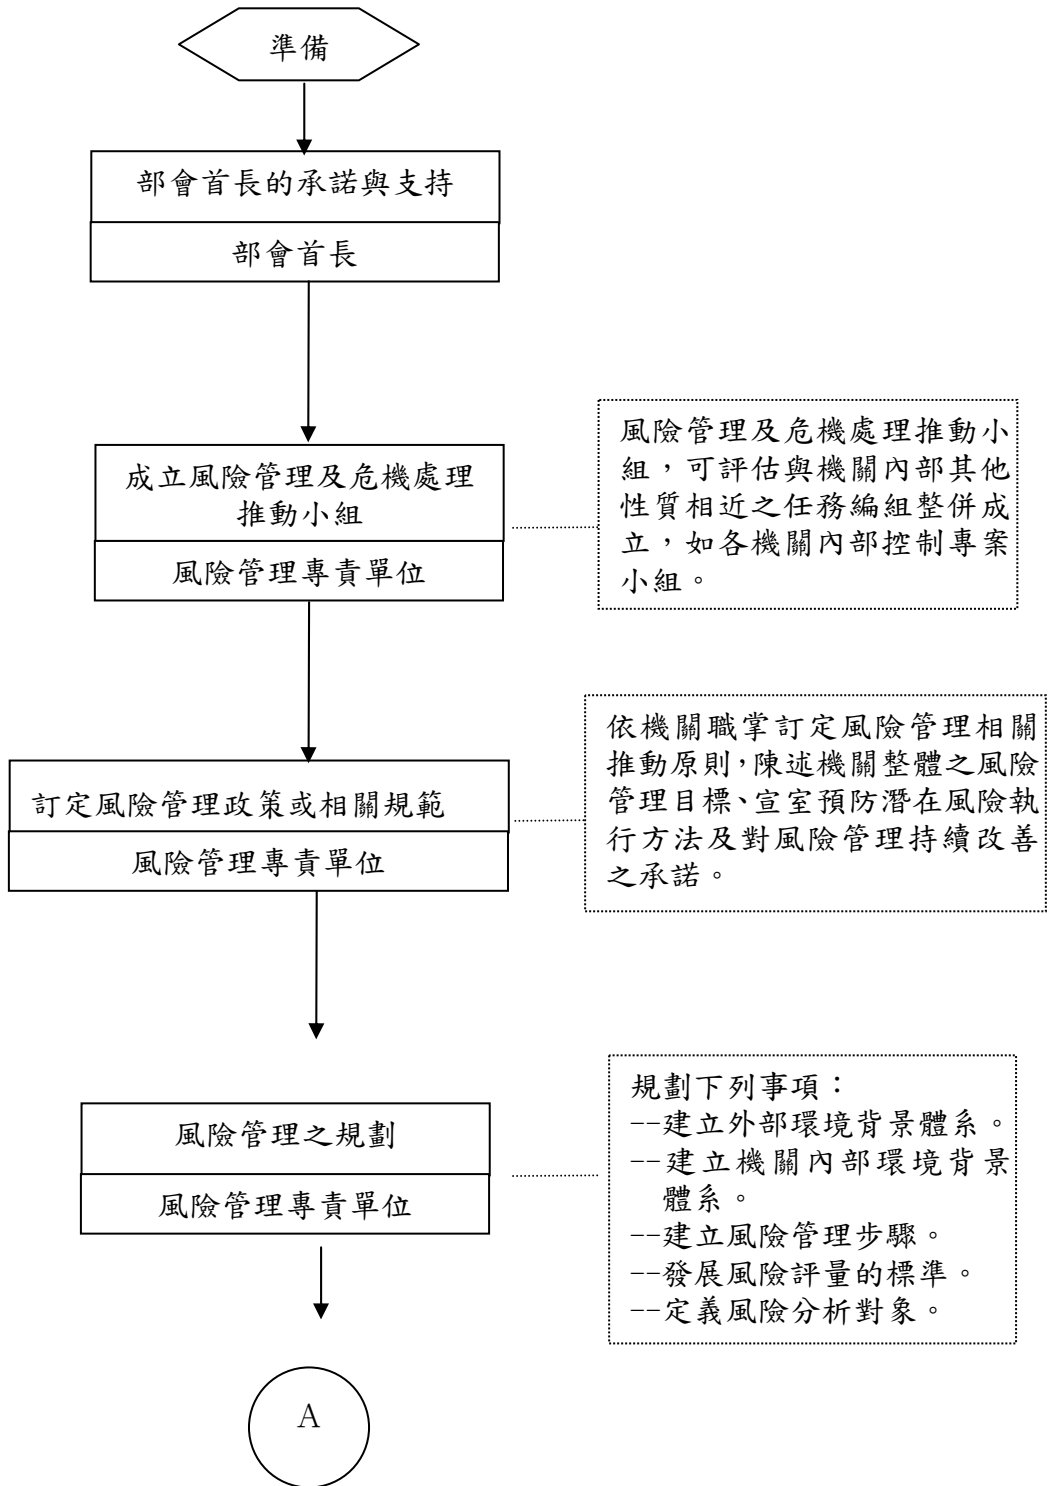 準備
部會首長的承諾與支持
部會首長
成立風險管理及危機處理
推動小組
風險管理專責單位
風險管理及危機處理推動小
組，可評估與機關內部其他
性質相近之任務編組整併成
立，如各機關內部控制專案
小組。
訂定風險管理政策或相關規範
風險管理專責單位
依機關職掌訂定風險管理相關
推動原則，陳述機關整體之風險
管理目標、宣室預防潛在風險執
行方法及對風險管理持續改善
之承諾。
風險管理之規劃
風險管理專責單位
規劃下列事項：
--建立外部環境背景體系。
--建立機關內部環境背景
體系。
--建立風險管理步驟。
--發展風險評量的標準。
--定義風險分析對象。
A